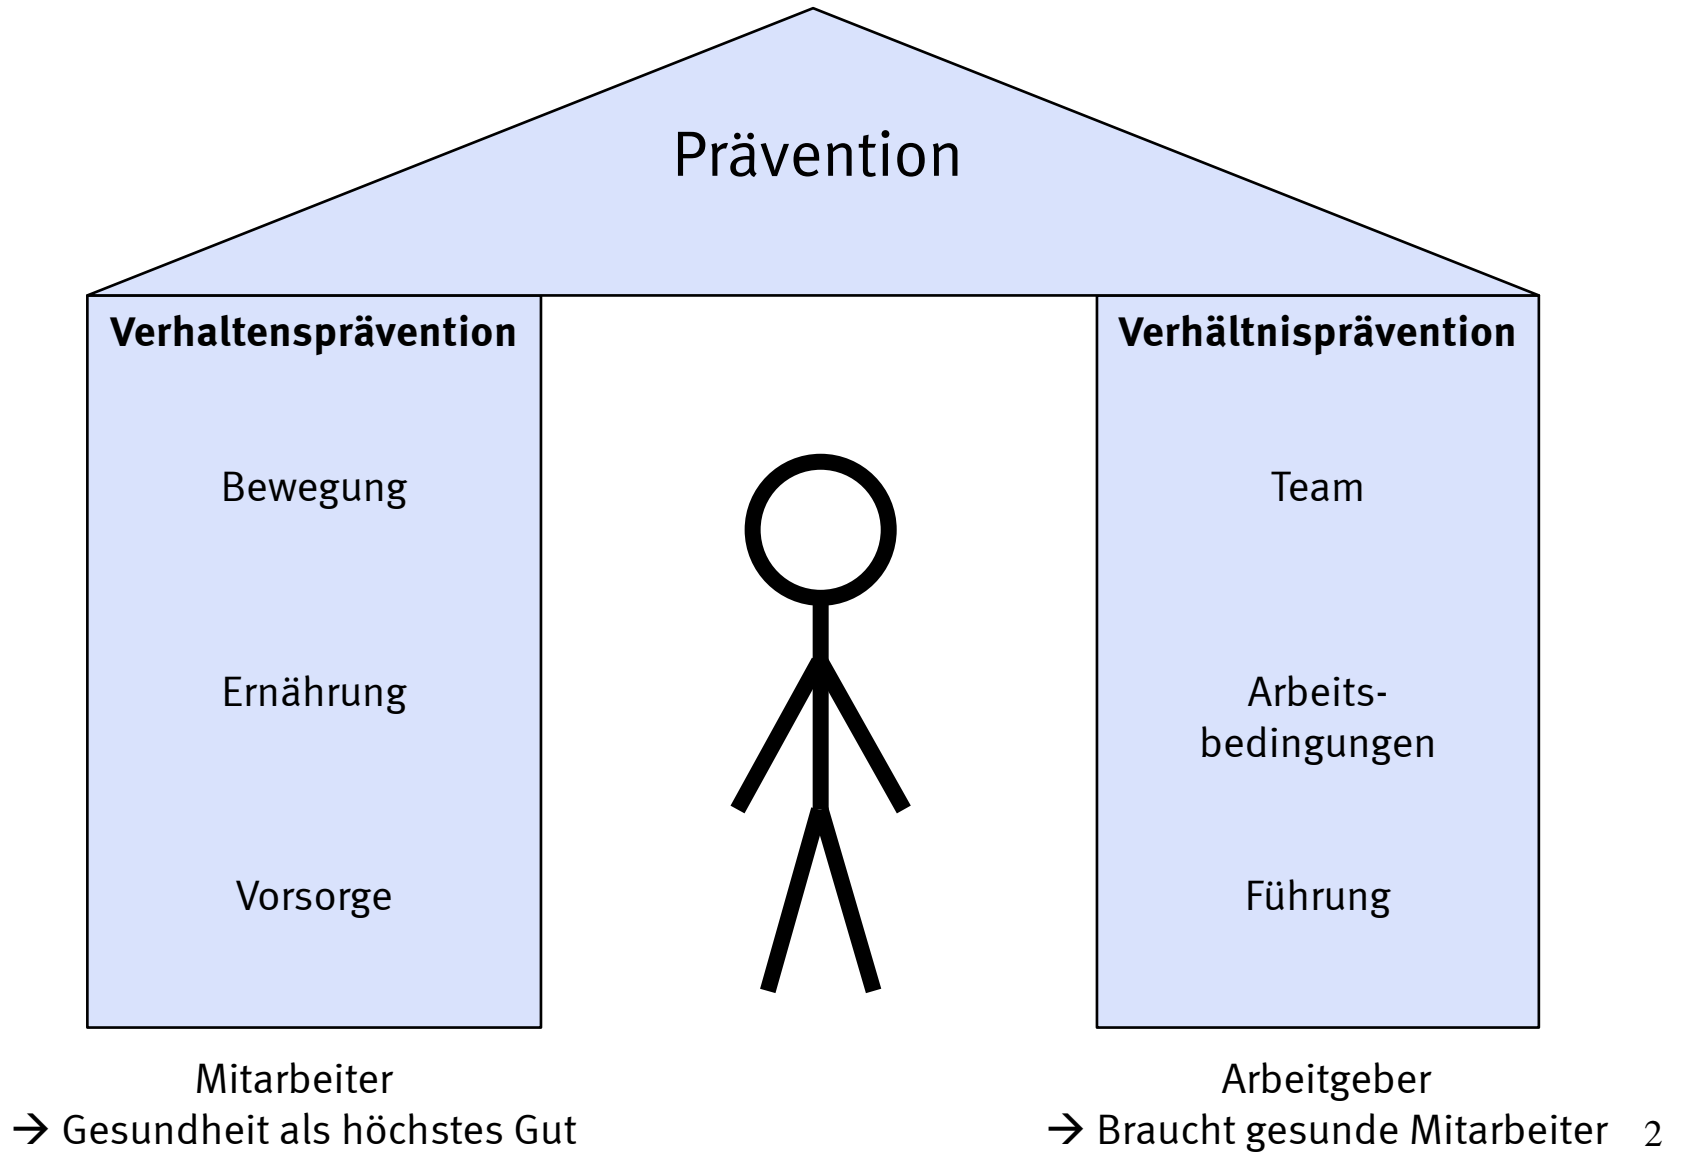 Prävention
Verhaltensprävention
Bewegung
Ernährung
Vorsorge
Mitarbeiter
→ Gesundheit als höchstes Gut
Verhältnisprävention
Team
Arbeits-
bedingungen
Führung
Arbeitgeber
→ Braucht gesunde Mitarbeiter
2